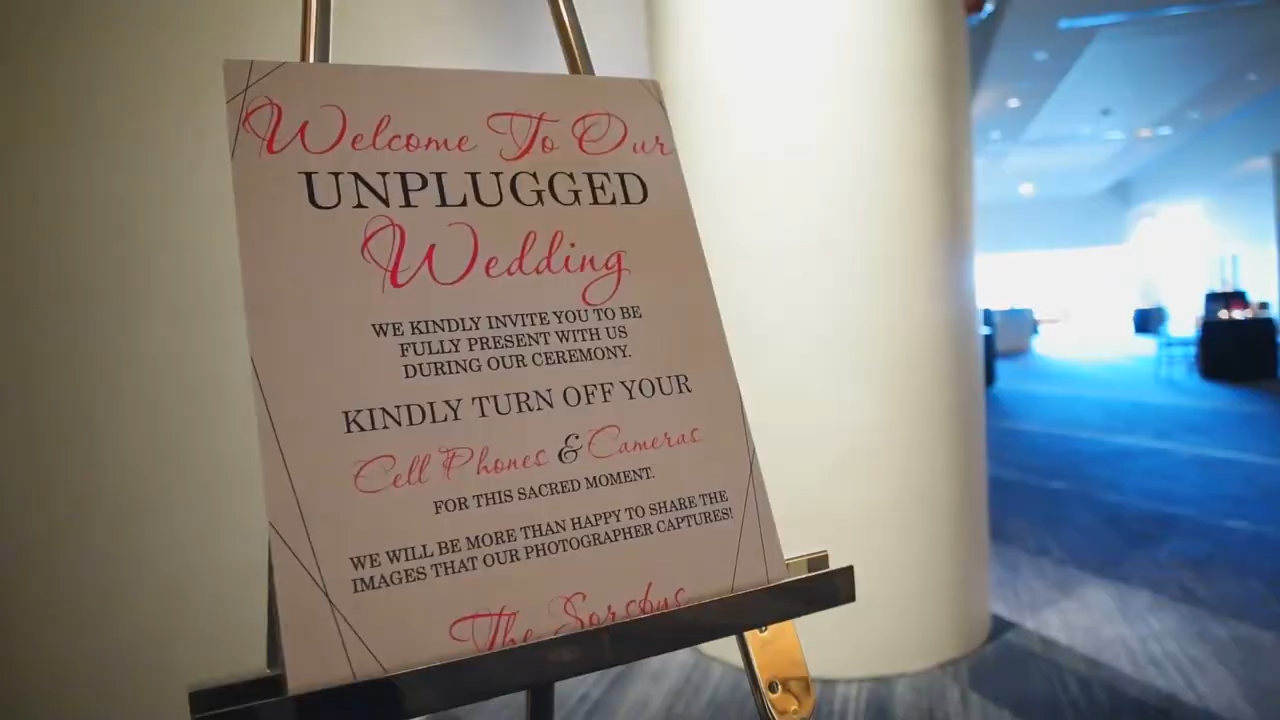 Welcome To Our
UNPLUGGED
Wedding
WE KINDLY INVITE YOU TO BE
FULLY PRESENT WITH US
DURING OUR CEREMONY.
KINDLY TURN OFF YOUR
Cell Phones & Cameras
FOR THIS SACRED MOMENT.
WE WILL BE MORE THAN HAPPY TO SHARE THE
IMAGES THAT OUR PHOTOGRAPHER CAPTURES!
The